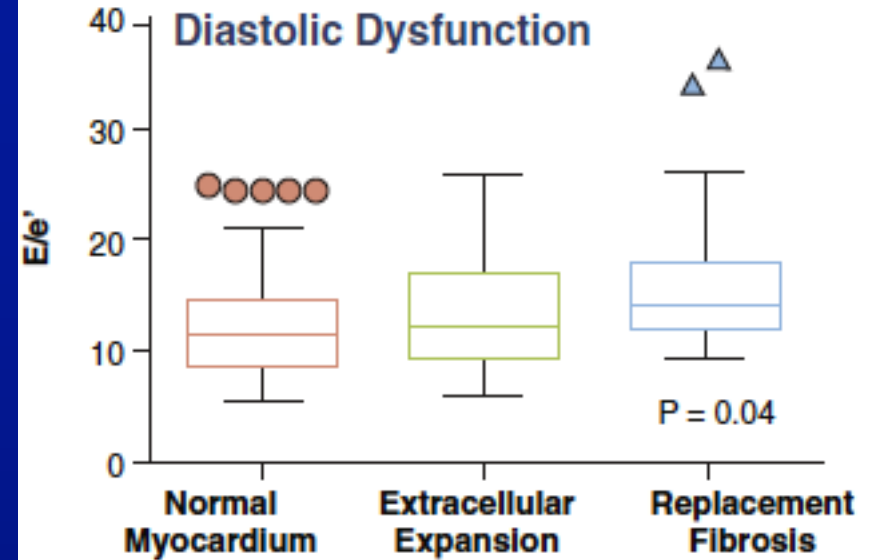 Diastolic Dysfunction
40
30
20
10
0
E/e’
P = 0.04
Normal
Myocardium
Extracellular
Expansion
Replacement
Fibrosis